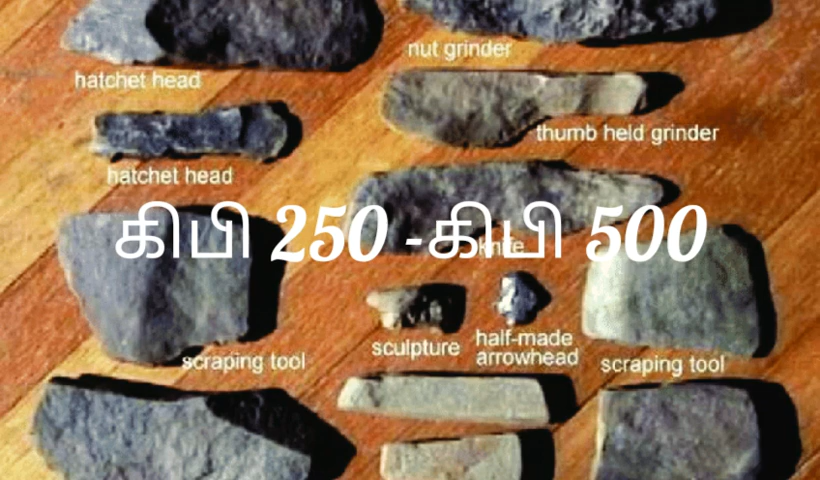 nut grinder
hatchet head
thumb held grinder
hatchet head
கிபி 250 -கிபி 500
knife
sculpture
half-made
arrowhead
scraping tool
scraping tool